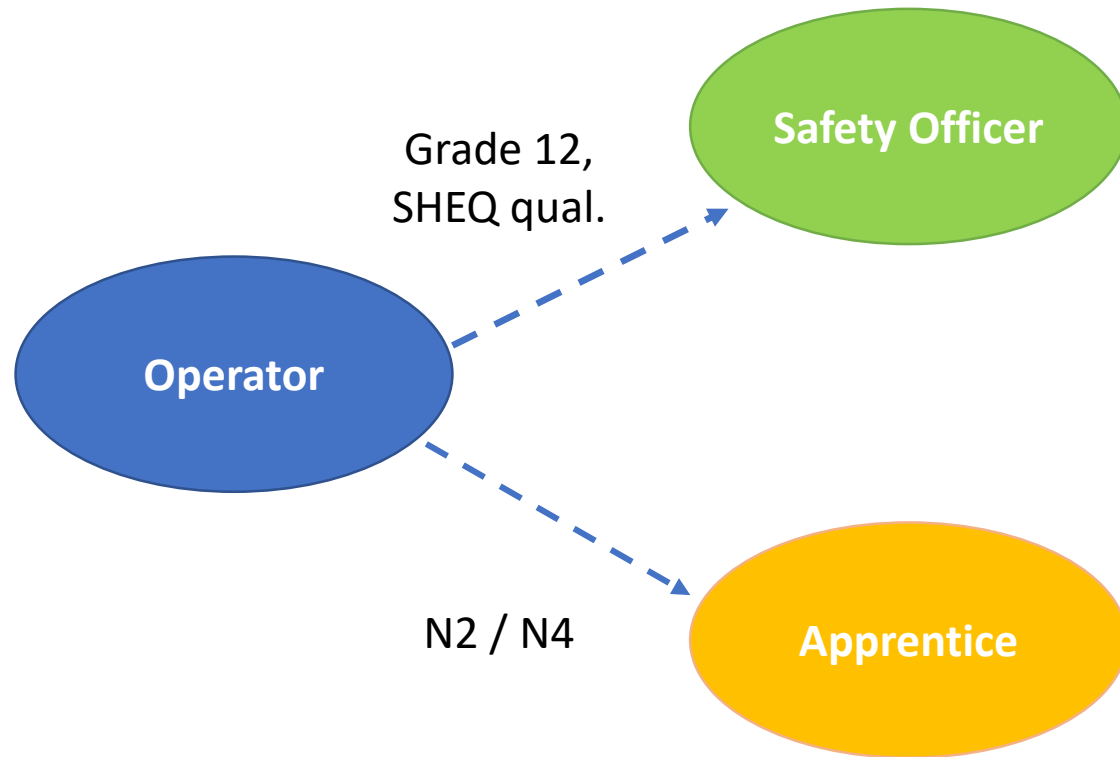 Safety Officer
Grade 12,
SHEQ qual.
Operator
N2 / N4
Apprentice